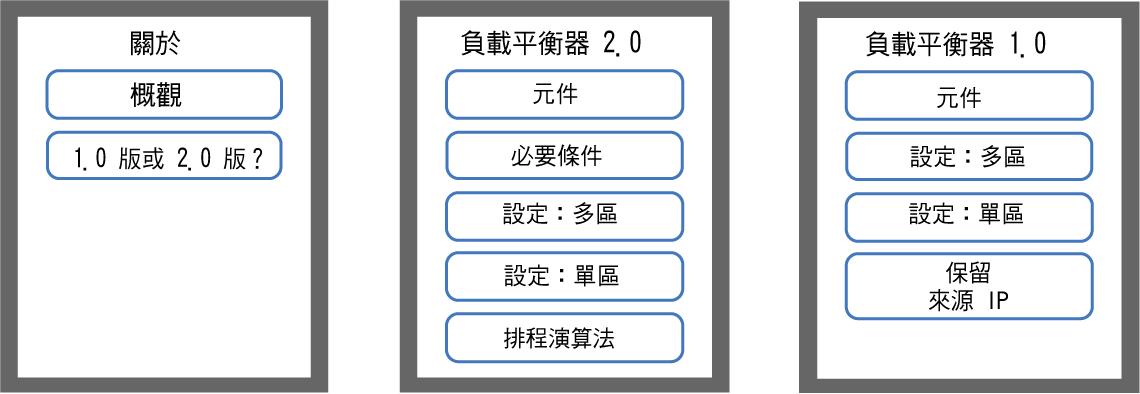 關於
概觀
1.0 版或 2.0 版？
負載平衡器 2.0
元件
必要條件
設定：多區
設定：單區
排程演算法
負載平衡器 1.0
元件
設定：多區
設定：單區
保留
來源 IP